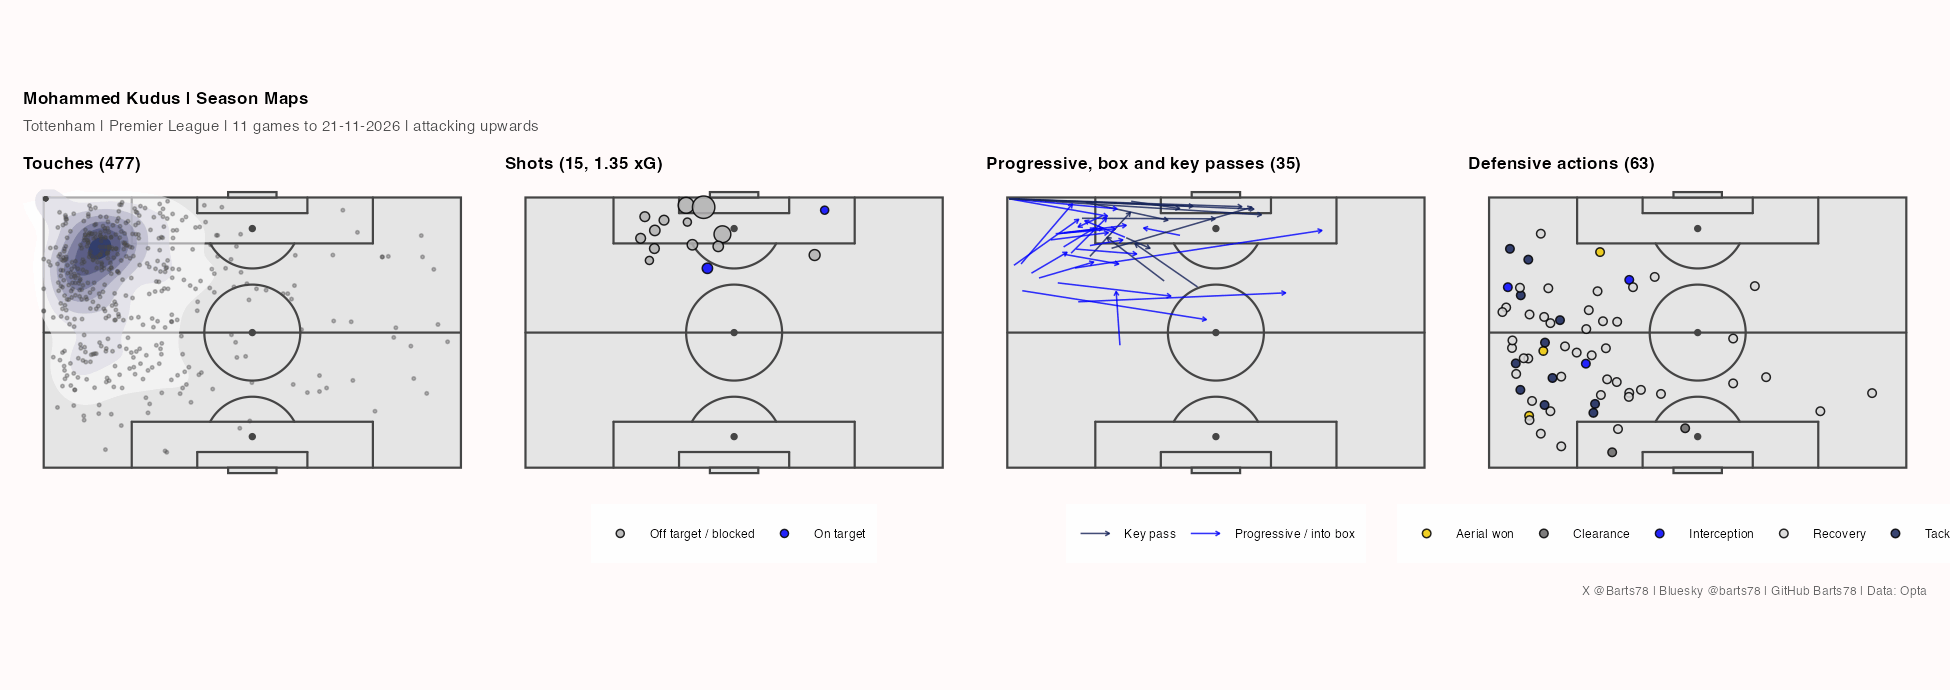 Mohammed Kudus | Season Maps
Tottenham | Premier League | 11 games to 21-11-2026 | attacking upwards
Touches (477)
Shots (15, 1.35 xG)
Progressive, box and key passes (35)
Defensive actions (63)
Off target / blocked
On target
Key pass
Progressive / into box
Aerial won
Clearance
Interception
Recovery
Tack
X @Barts78 | Bluesky @barts78 | GitHub Barts78 | Data: Opta